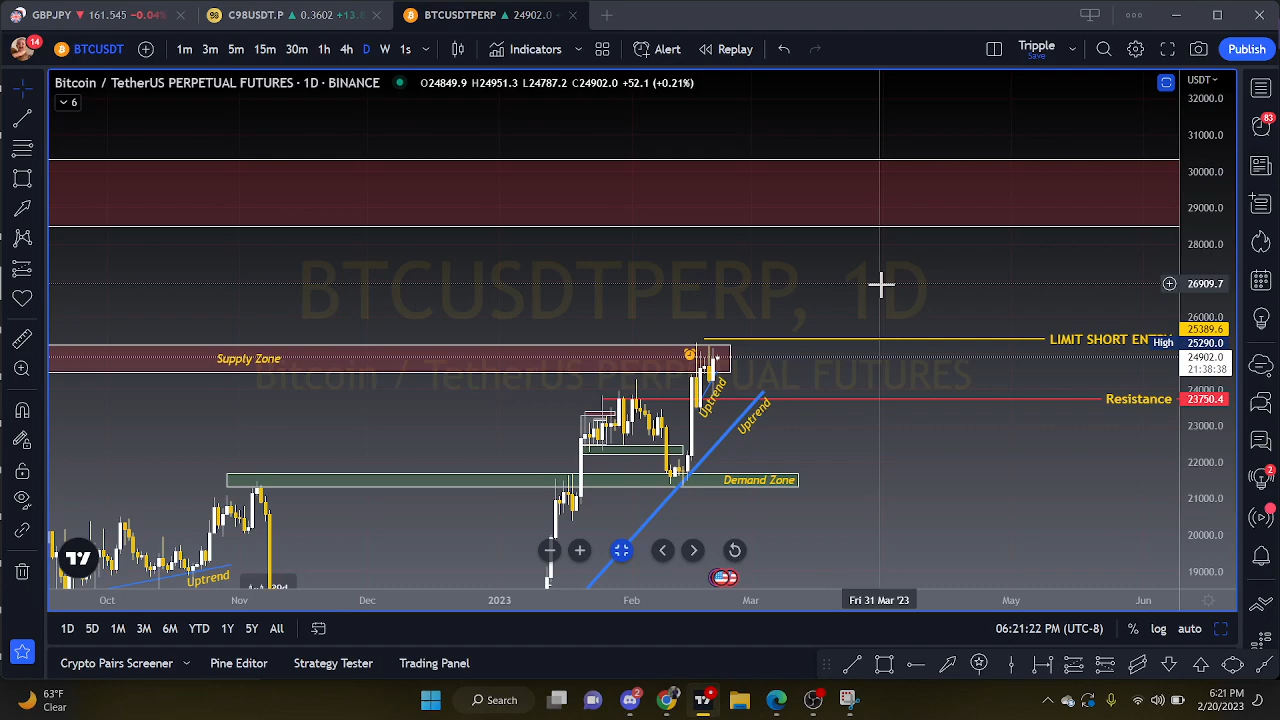 GBPJPY 161.545 −0.04% C98USDT.P 0.3602 +13.8 BTCUSDTPERP 24902.0 +0.
14 BTCUSDT 1m 3m 5m 15m 30m 1h 4h D W 1s Indicators Alert Replay Tripple Save Publish
Bitcoin / TetherUS PERPETUAL FUTURES · 1D · BINANCE O24849.9 H24951.3 L24787.2 C24902.0 +52.1 (+0.21%) USDT
6
32000.0
83
31000.0
30000.0
29000.0
28000.0
BTCUSDTPERP, 1D
26909.7
26000.0
LIMIT SHORT EN 25389.6
High 25290.0
Supply Zone
24902.0
21:38:38
Bitcoin / TetherUS PERPETUAL FUTURES
24000.0
Uptrend
Resistance 23750.4
Uptrend
23000.0
22000.0
2
Demand Zone
21000.0
20000.0
19000.0
Uptrend
Oct Nov Dec 2023 Feb Mar Fri 31 Mar '23 May Jun
1D 5D 1M 3M 6M YTD 1Y 5Y All 06:21:22 PM (UTC-8) % log auto
Crypto Pairs Screener Pine Editor Strategy Tester Trading Panel
63°F
Clear
Search
2
6:21 PM
2/20/2023